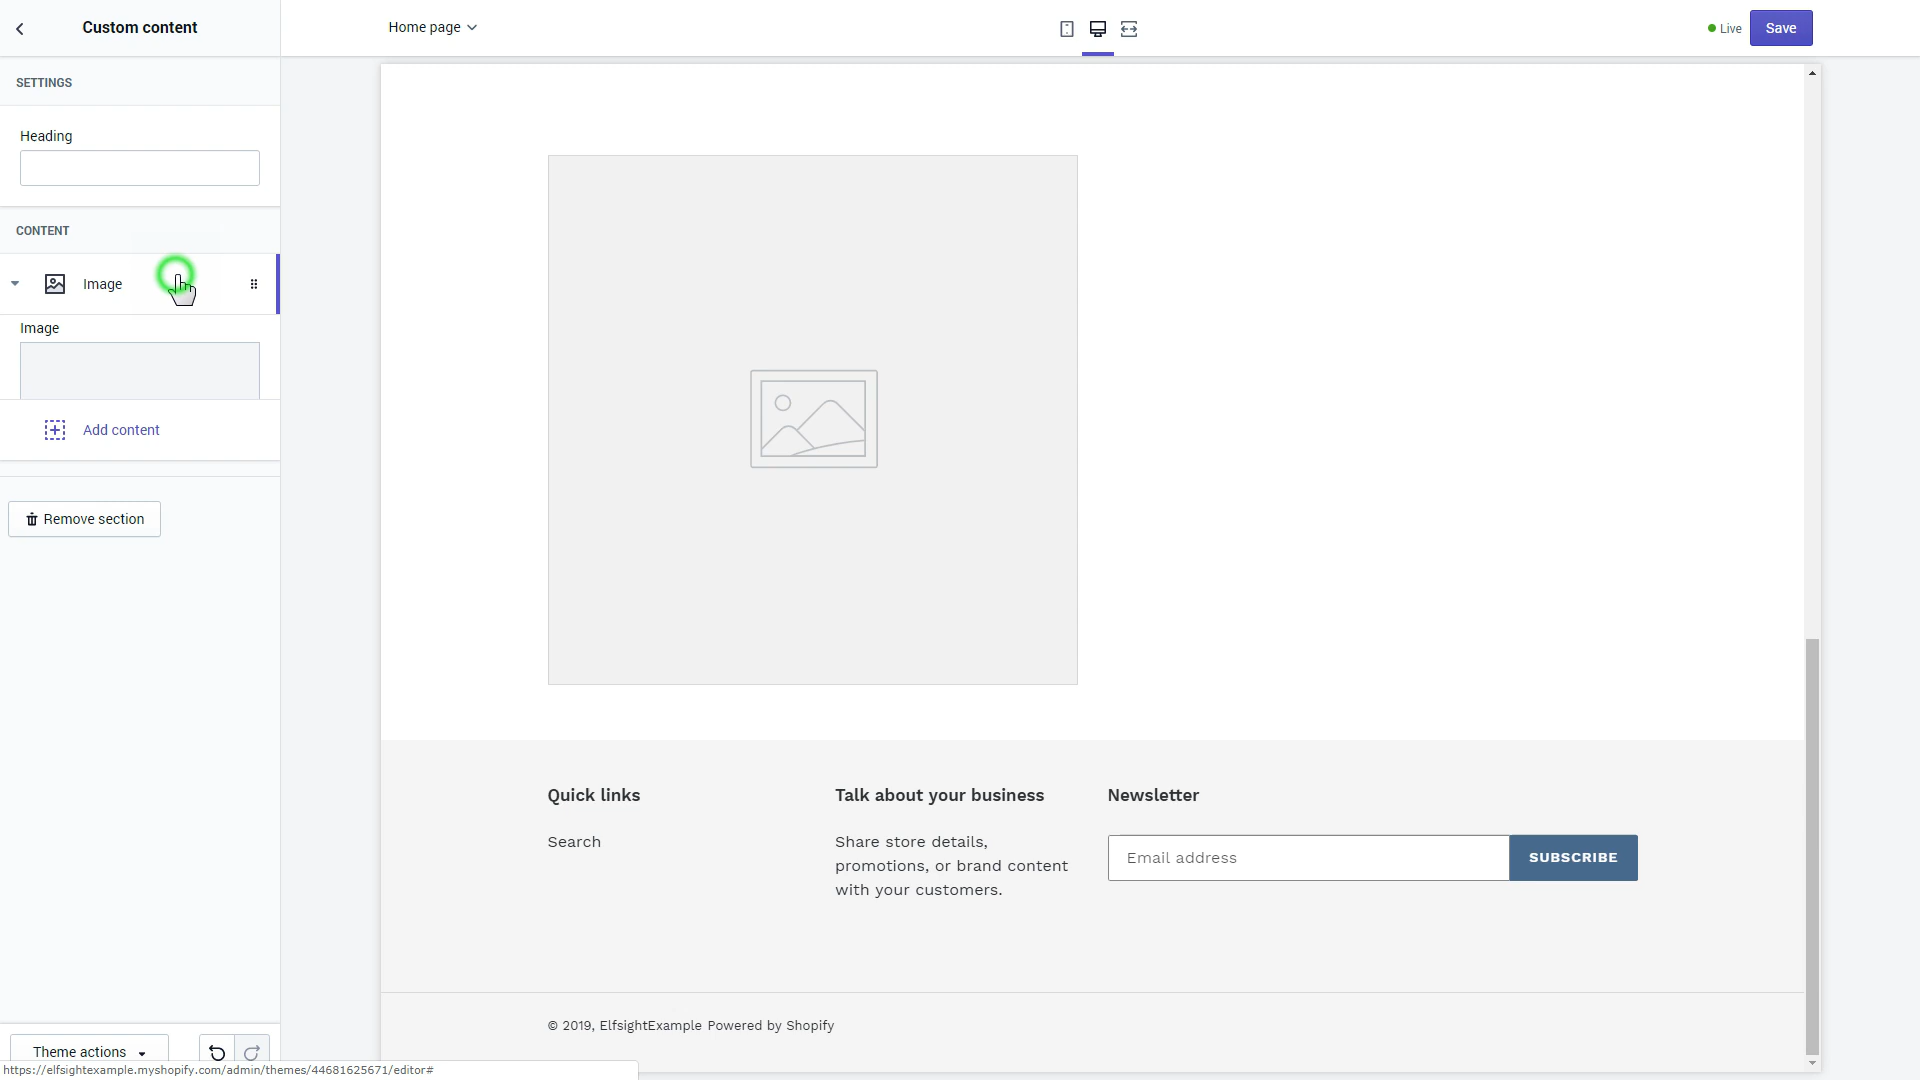 Custom content
Home page
Live
Save
SETTINGS
Heading
CONTENT
Image
Image
Add content
Remove section
Quick links
Search
Talk about your business
Share store details,
promotions, or brand content
with your customers.
Newsletter
Email address
SUBSCRIBE
© 2019, ElfsightExample Powered by Shopify
Theme actions
https://elfsightexample.myshopify.com/admin/themes/44681625671/editor#